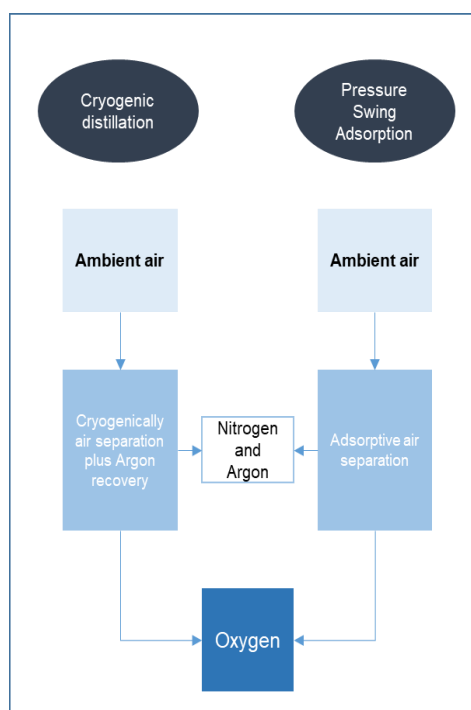 Cryogenic
distillation
Pressure
Swing
Adsorption
Ambient air
Ambient air
Cryogenically
air separation
plus Argon
recovery
Nitrogen
and
Argon
Adsorptive air
separation
Oxygen